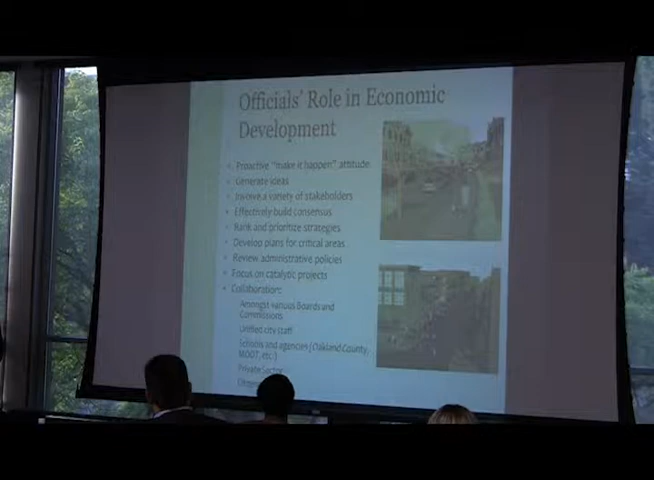 Officials' Role in Economic
Development
Proactive "make it happen" attitude
Generate ideas
Involve a variety of stakeholders
Effectively build consensus
Rank and prioritize strategies
Develop plans for critical areas
Review administrative policies
Focus on catalytic projects
Collaboration:
Amongst various Boards and
Commissions
Unified city staff
Schools and agencies (Oakland County,
MDOT, etc.)
Private Sector